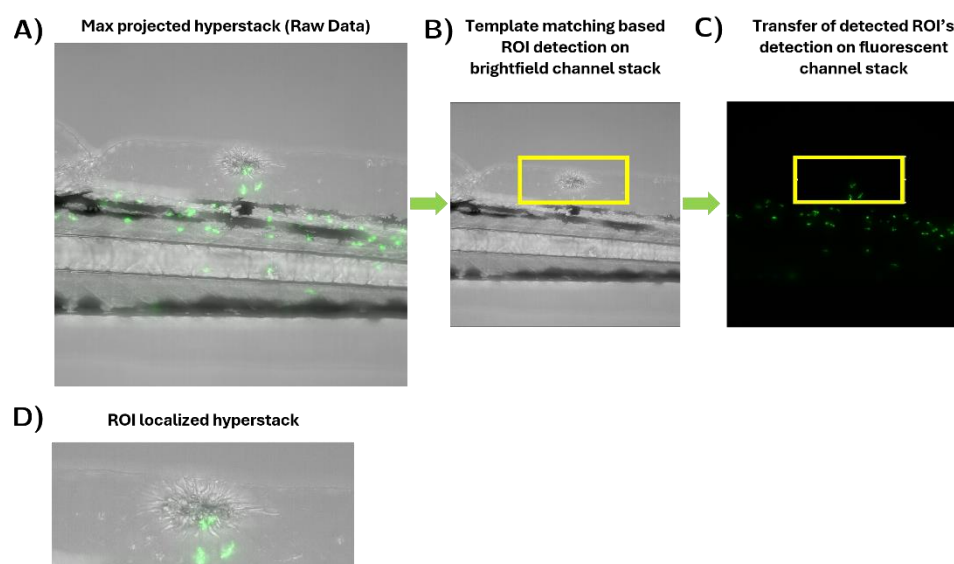 A)
Max projected hyperstack (Raw Data)
B)
Template matching based
ROI detection on
brightfield channel stack
C)
Transfer of detected ROI's
detection on fluorescent
channel stack
D)
ROI localized hyperstack